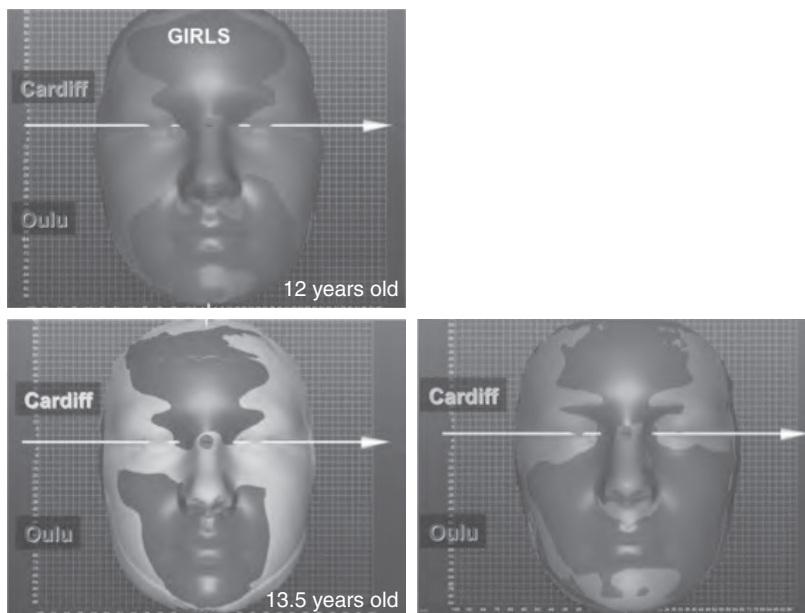 GIRLS
Cardiff
Oulu
12 years old
Cardiff
Oulu
13.5 years old
Cardiff
Oulu